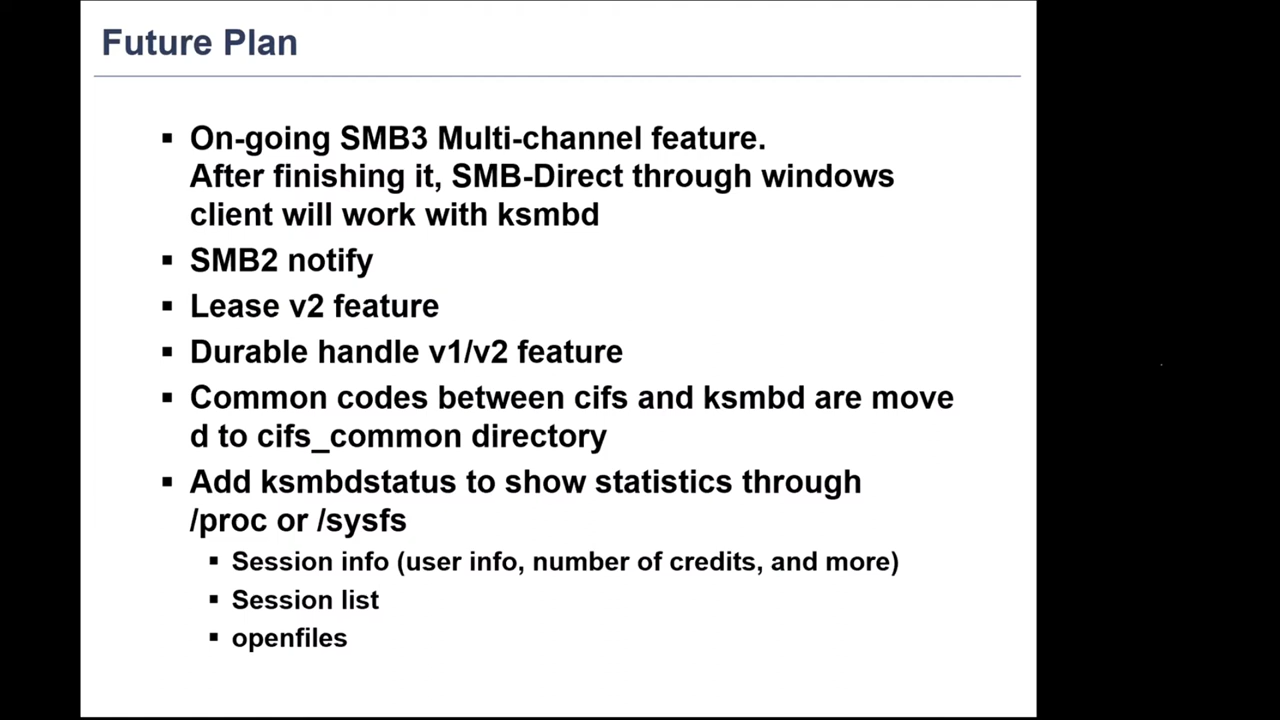 Future Plan
▪ On-going SMB3 Multi-channel feature.
After finishing it, SMB-Direct through windows
client will work with ksmbd
▪ SMB2 notify
▪ Lease v2 feature
▪ Durable handle v1/v2 feature
▪ Common codes between cifs and ksmbd are move
d to cifs_common directory
▪ Add ksmbdstatus to show statistics through
/proc or /sysfs
▪ Session info (user info, number of credits, and more)
▪ Session list
▪ openfiles